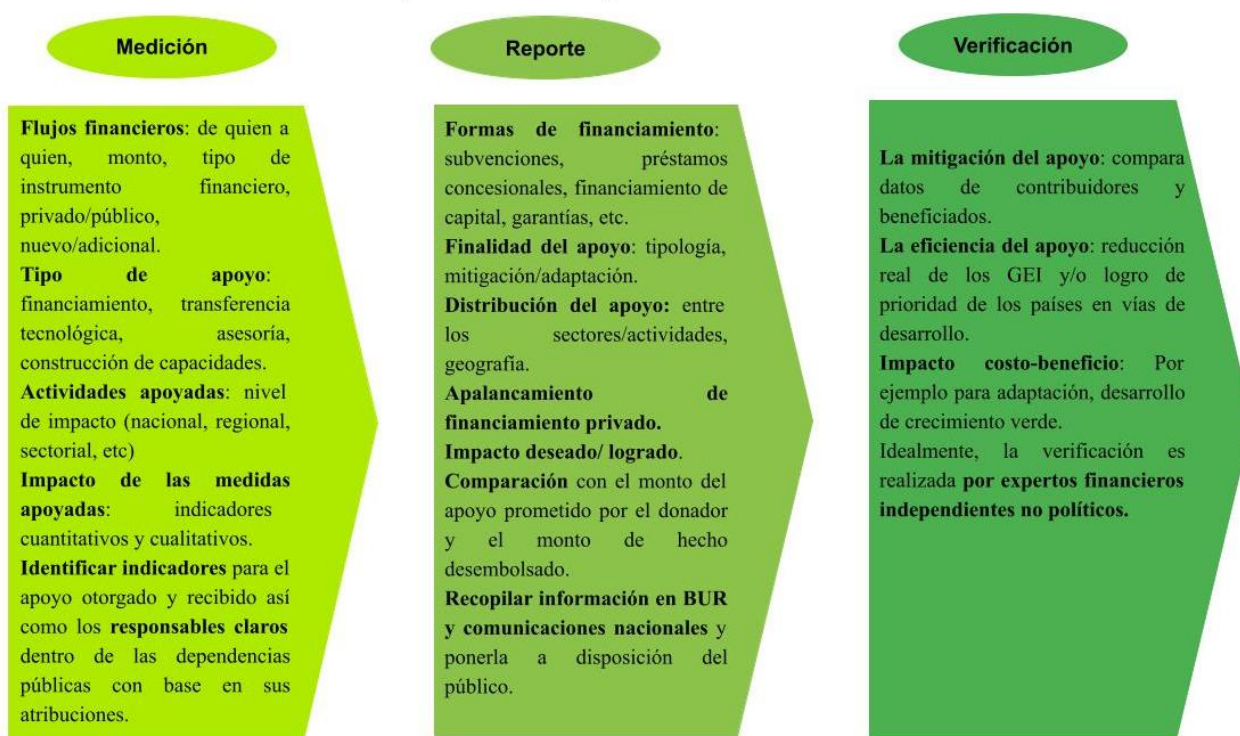 Medición
Flujos financieros: de quien a
quien, monto, tipo de
instrumento financiero,
privado/público,
nuevo/adicional.
Tipo de apoyo:
financiamiento, transferencia
tecnológica, asesoría,
construcción de capacidades.
Actividades apoyadas: nivel
de impacto (nacional, regional,
sectorial, etc)
Impacto de las medidas
apoyadas: indicadores
cuantitativos y cualitativos.
Identificar indicadores para el
apoyo otorgado y recibido así
como los responsables claros
dentro de las dependencias
públicas con base en sus
atribuciones.
Reporte
Formas de financiamiento:
subvenciones, préstamos
concesionales, financiamiento de
capital, garantías, etc.
Finalidad del apoyo: tipología,
mitigación/adaptación.
Distribución del apoyo: entre
los sectores/actividades,
geografía.
Apalancamiento de
financiamiento privado.
Impacto deseado/ logrado.
Comparación con el monto del
apoyo prometido por el donador
y el monto de hecho
desembolsado.
Recopilar información en BUR
y comunicaciones nacionales y
ponerla a disposición del
público.
Verificación
La mitigación del apoyo: compara
datos de contribuidores y
beneficiados.
La eficiencia del apoyo: reducción
real de los GEI y/o logro de
prioridad de los países en vías de
desarrollo.
Impacto costo-beneficio: Por
ejemplo para adaptación, desarrollo
de crecimiento verde.
Idealmente, la verificación es
realizada por expertos financieros
independientes no políticos.